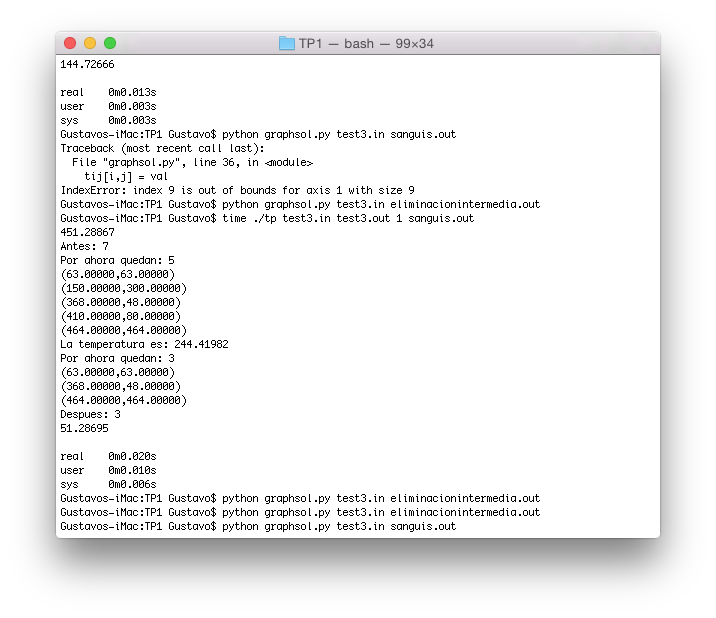 TP1 — bash — 99×34
144.72666
real 0m0.013s
user 0m0.003s
sys 0m0.003s
Gustavos-iMac:TP1 Gustavo$ python graphsol.py test3.in sanguis.out
Traceback (most recent call last):
File "graphsol.py", line 36, in <module>
tij[i,j] = val
IndexError: index 9 is out of bounds for axis 1 with size 9
Gustavos-iMac:TP1 Gustavo$ python graphsol.py test3.in eliminacionintermedia.out
Gustavos-iMac:TP1 Gustavo$ time ./tp test3.in test3.out 1 sanguis.out
451.28867
Antes: 7
Por ahora quedan: 5
(63.00000,63.00000)
(150.00000,300.00000)
(368.00000,48.00000)
(410.00000,80.00000)
(464.00000,464.00000)
La temperatura es: 244.41982
Por ahora quedan: 3
(63.00000,63.00000)
(368.00000,48.00000)
(464.00000,464.00000)
Despues: 3
51.28695
real 0m0.020s
user 0m0.010s
sys 0m0.006s
Gustavos-iMac:TP1 Gustavo$ python graphsol.py test3.in eliminacionintermedia.out
Gustavos-iMac:TP1 Gustavo$ python graphsol.py test3.in eliminacionintermedia.out
Gustavos-iMac:TP1 Gustavo$ python graphsol.py test3.in sanguis.out